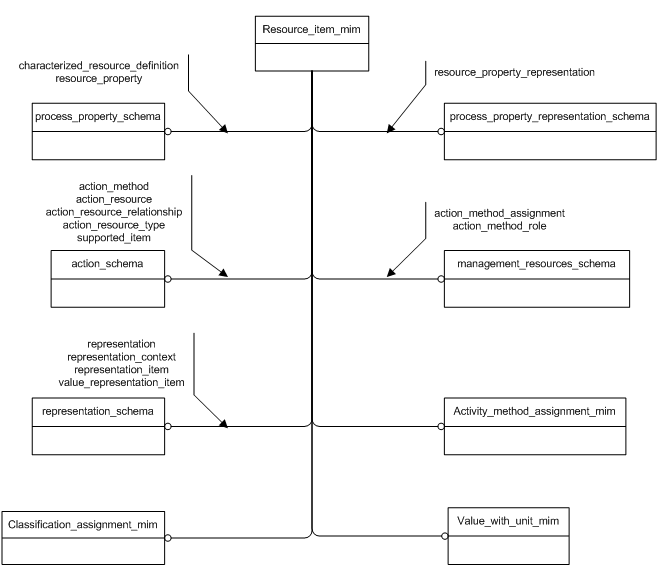 Resource_item_mim
characterized_resource_definition
resource_property
resource_property_representation
process_property_schema
process_property_representation_schema
action_method
action_resource
action_resource_relationship
action_resource_type
supported_item
action_method_assignment
action_method_role
action_schema
management_resources_schema
representation
representation_context
representation_item
value_representation_item
representation_schema
Activity_method_assignment_mim
Classification_assignment_mim
Value_with_unit_mim